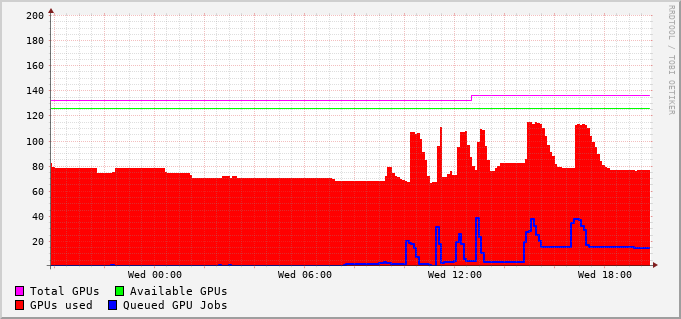 200
180
160
140
120
100
80
60
40
20
Wed 00:00 Wed 06:00 Wed 12:00 Wed 18:00
Total GPUs Available GPUs
GPUs used Queued GPU Jobs
RRDTOOL / TOBI OETIKER